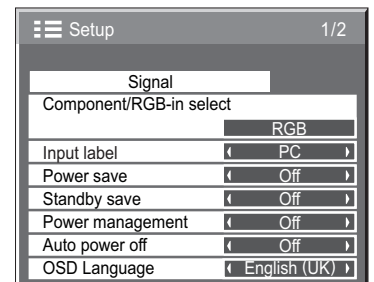 Setup 1/2
Signal
Component/RGB-in select
RGB
Input label PC
Power save Off
Standby save Off
Power management Off
Auto power off Off
OSD Language English (UK)